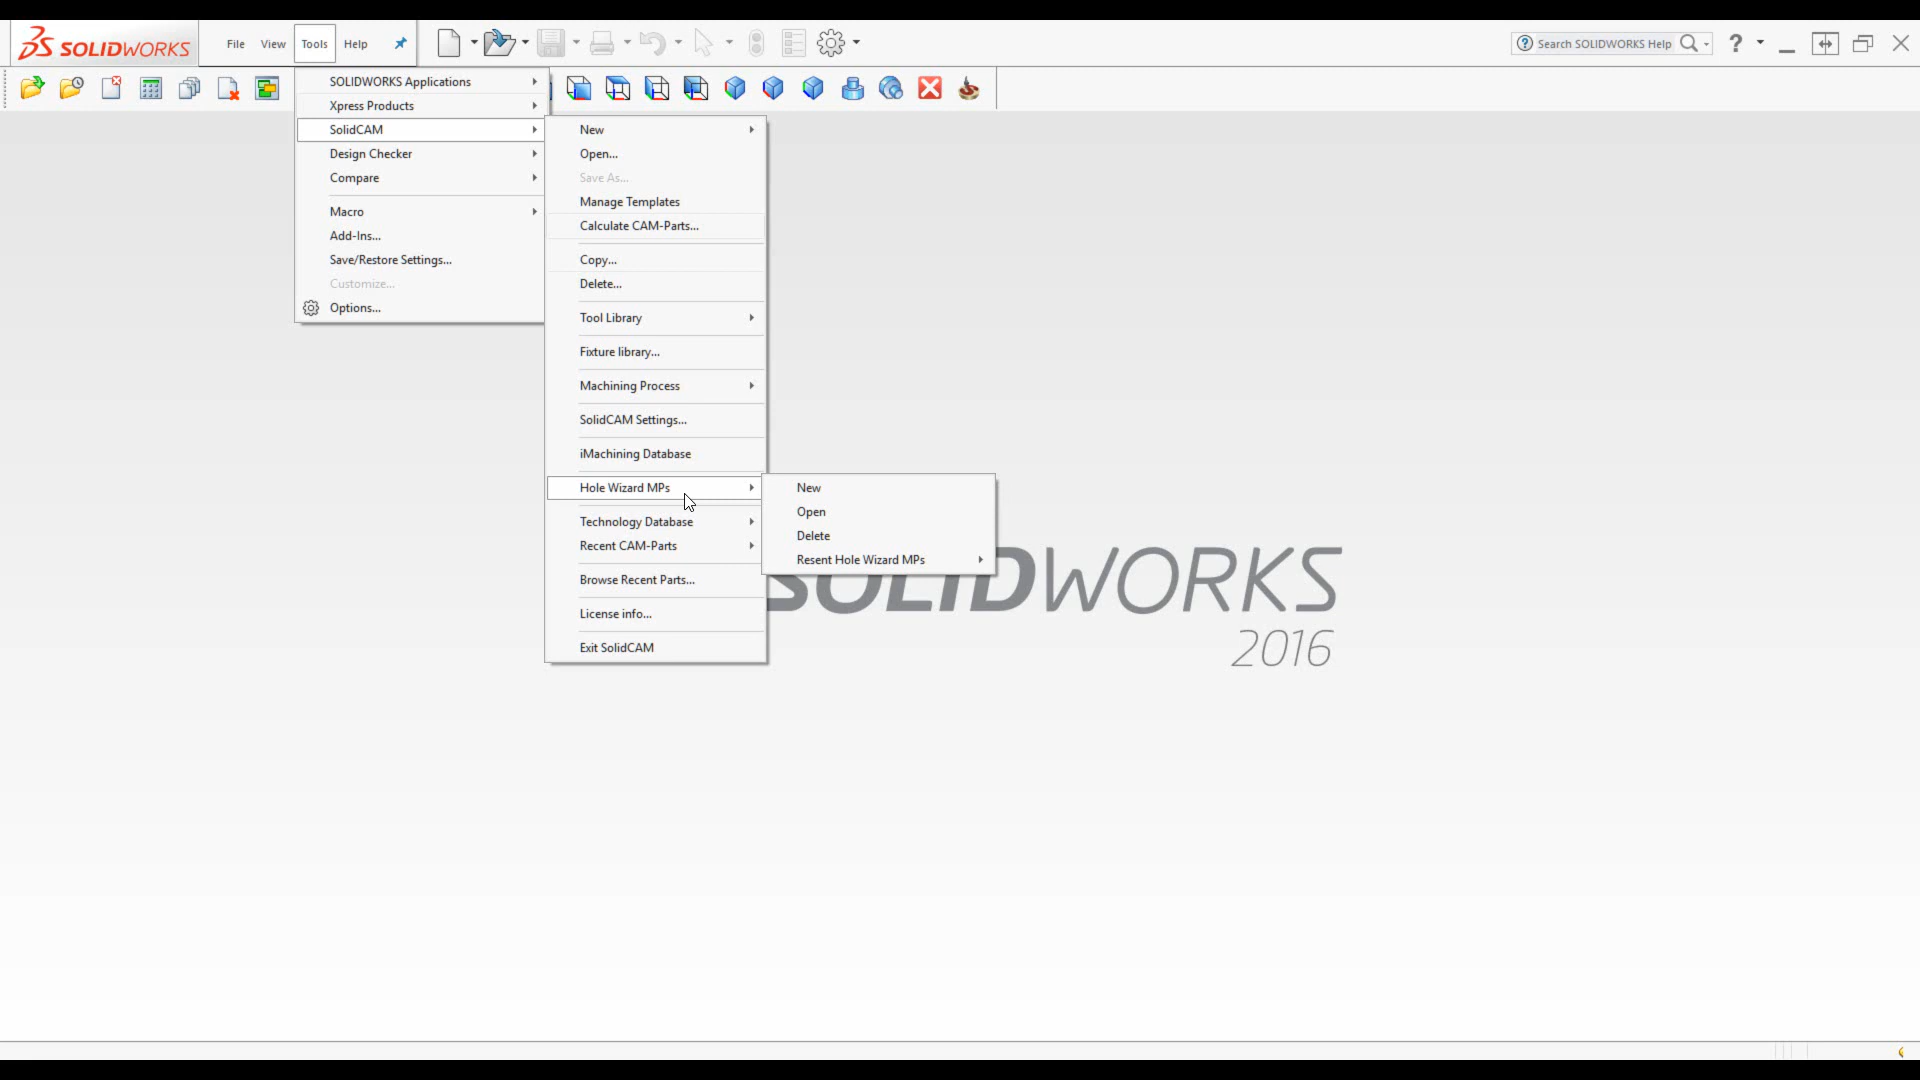 SOLIDWORKS
File View Tools Help
Search SOLIDWORKS Help
?
SOLIDWORKS Applications
Xpress Products
SolidCAM
Design Checker
Compare
Macro
Add-Ins...
Save/Restore Settings...
Customize...
Options...
New
Open...
Save As...
Manage Templates
Calculate CAM-Parts...
Copy...
Delete...
Tool Library
Fixture library...
Machining Process
SolidCAM Settings...
iMachining Database
Hole Wizard MPs
Technology Database
Recent CAM-Parts
Browse Recent Parts...
License info...
Exit SolidCAM
New
Open
Delete
Resent Hole Wizard MPs
SOLIDWORKS
2016